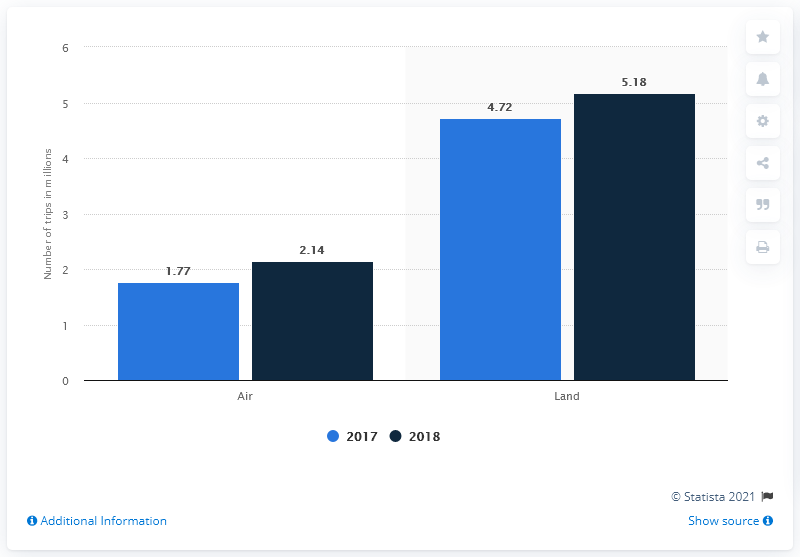 Number of trips in millions
6
5
4
3
2
1
0
1.77
2.14
4.72
5.18
Air
Land
2017
2018
© Statista 2021
Additional Information
Show source